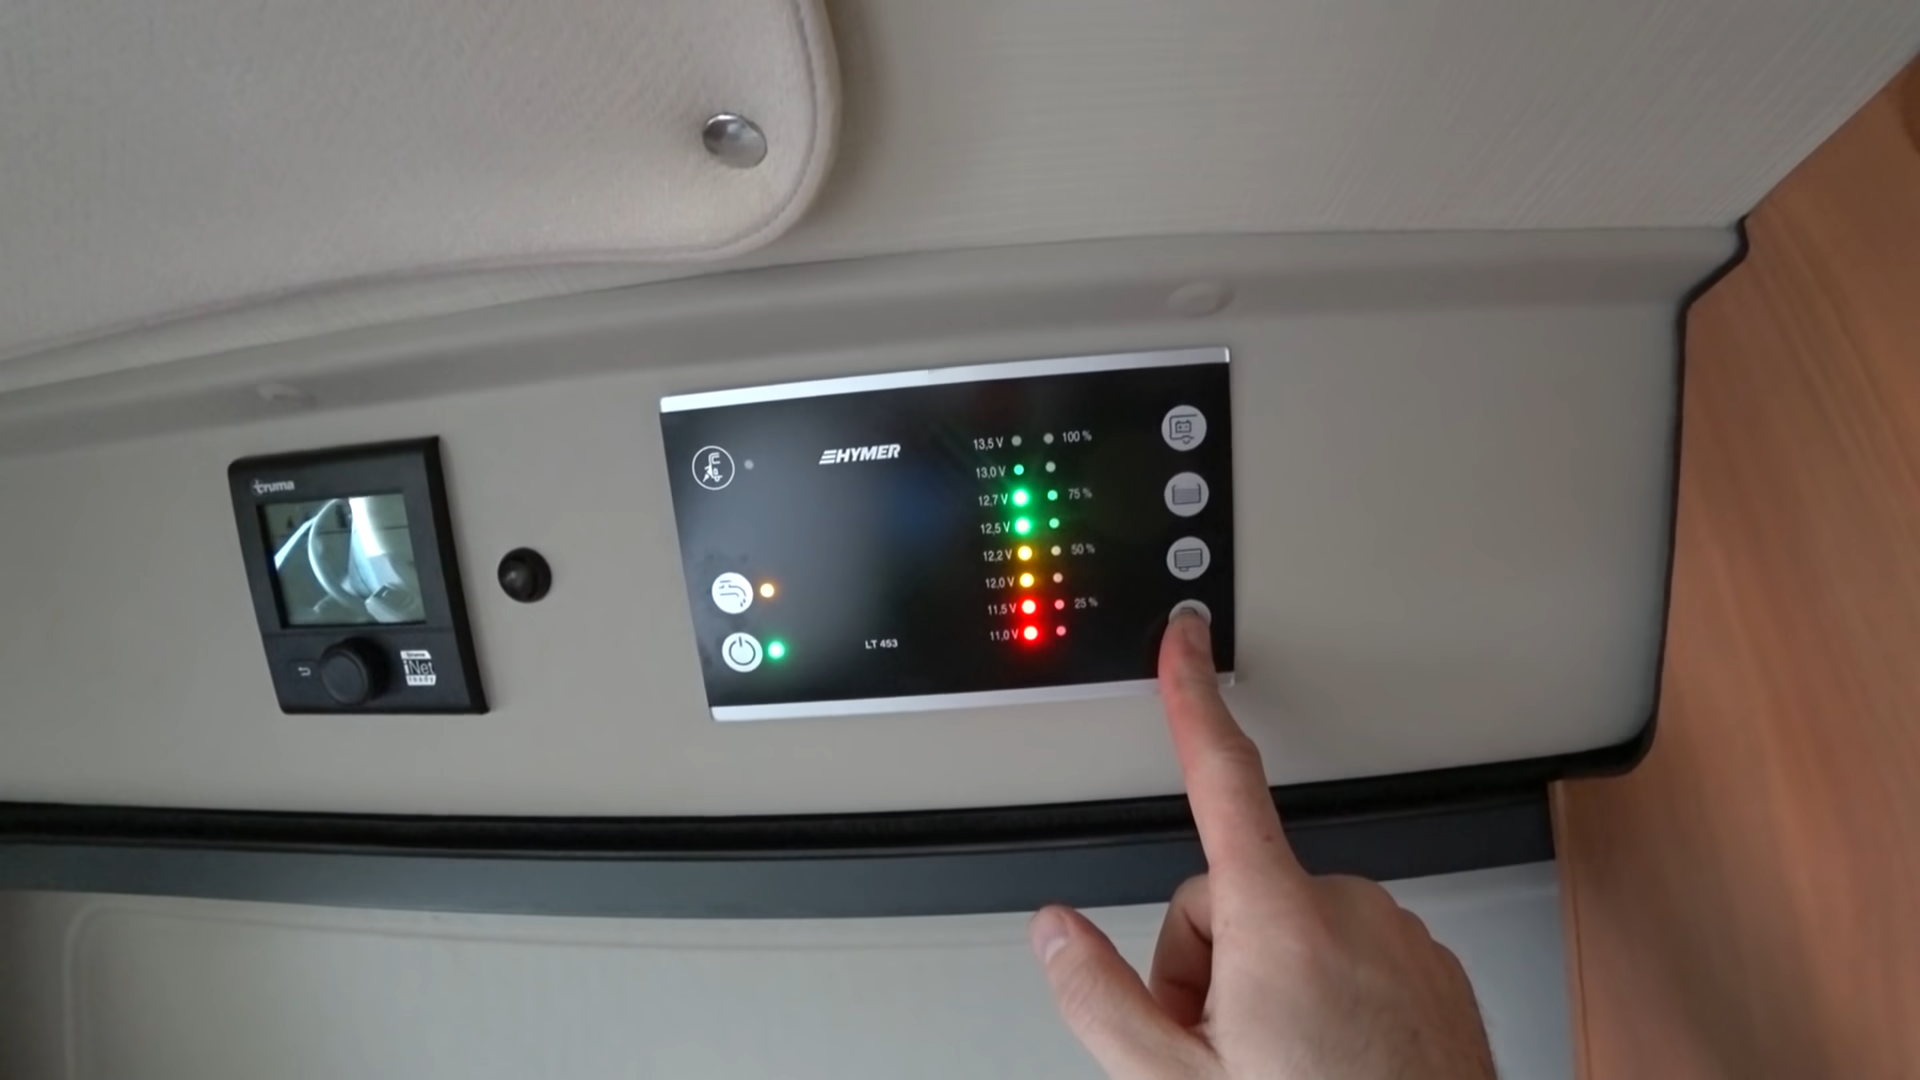 truma
iNet
ready
HYMER
LT 453
13,5 V 100 %
13,0 V
12,7 V 75 %
12,5 V
12,2 V 50 %
12,0 V
11,5 V 25 %
11,0 V